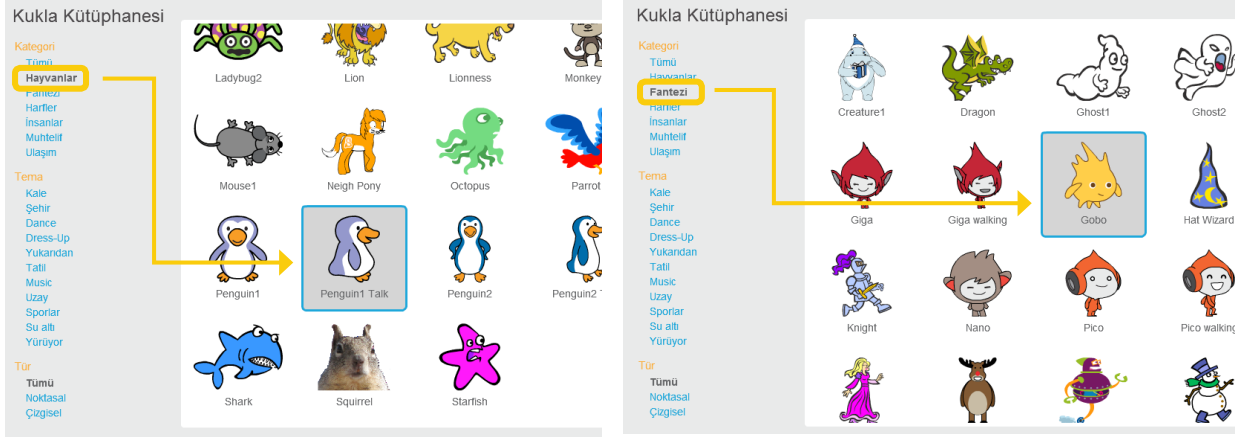 Kukla Kütüphanesi
Kategori
Tümü
Hayvanlar
Fantezi
Harfler
İnsanlar
Muhtelif
Ulaşım
Tema
Kale
Şehir
Dance
Dress-Up
Yukarıdan
Tatil
Music
Uzay
Sporlar
Su altı
Yürüyor
Tür
Tümü
Noktasal
Çizgisel
Ladybug2 Lion Lionness Monkey
Mouse1 Neigh Pony Octopus Parrot
Penguin1 Penguin1 Talk Penguin2 Penguin2 T
Shark Squirrel Starfish
Kukla Kütüphanesi
Kategori
Tümü
Hayvanlar
Fantezi
Harfler
İnsanlar
Muhtelif
Ulaşım
Tema
Kale
Şehir
Dance
Dress-Up
Yukarıdan
Tatil
Music
Uzay
Sporlar
Su altı
Yürüyor
Tür
Tümü
Noktasal
Çizgisel
Creature1 Dragon Ghost1 Ghost2
Giga Giga walking Gobo Hat Wizard
Knight Nano Pico Pico walking